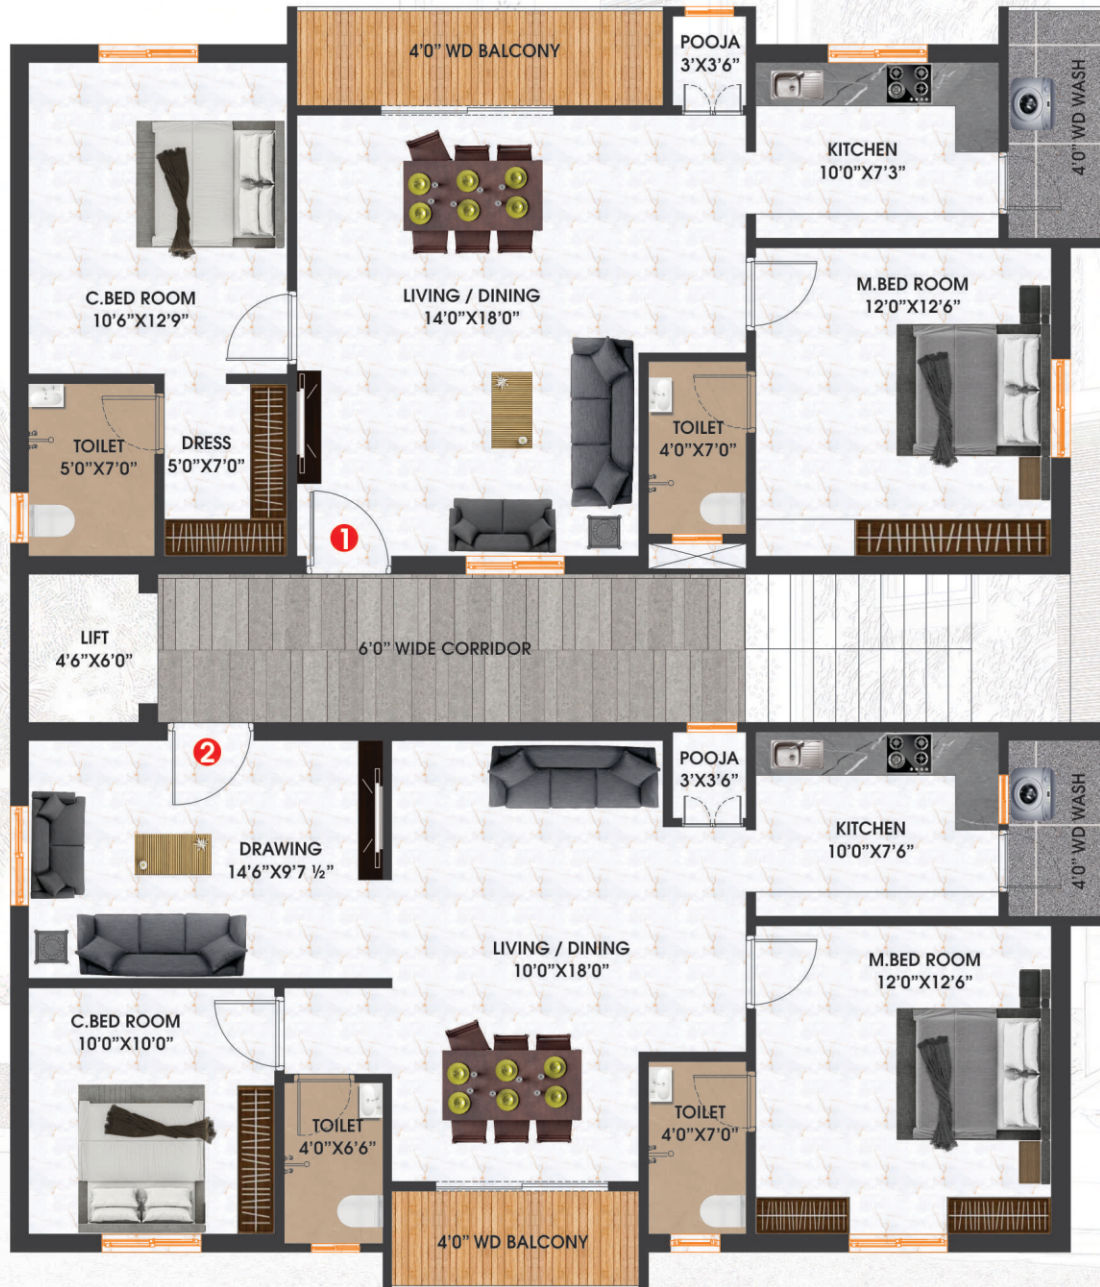 4'0" WD BALCONY
POOJA
3'X3'6"
4'0" WD WASH
KITCHEN
10'0"X7'3"
C.BED ROOM
10'6"X12'9"
LIVING / DINING
14'0"X18'0"
M.BED ROOM
12'0"X12'6"
TOILET
5'0"X7'0"
DRESS
5'0"X7'0"
TOILET
4'0"X7'0"
1
LIFT
4'6"X6'0"
6'0" WIDE CORRIDOR
2
POOJA
3'X3'6"
4'0" WD WASH
DRAWING
14'6"X9'7 ½"
KITCHEN
10'0"X7'6"
LIVING / DINING
10'0"X18'0"
M.BED ROOM
12'0"X12'6"
C.BED ROOM
10'0"X10'0"
TOILET
4'0"X6'6"
TOILET
4'0"X7'0"
4'0" WD BALCONY